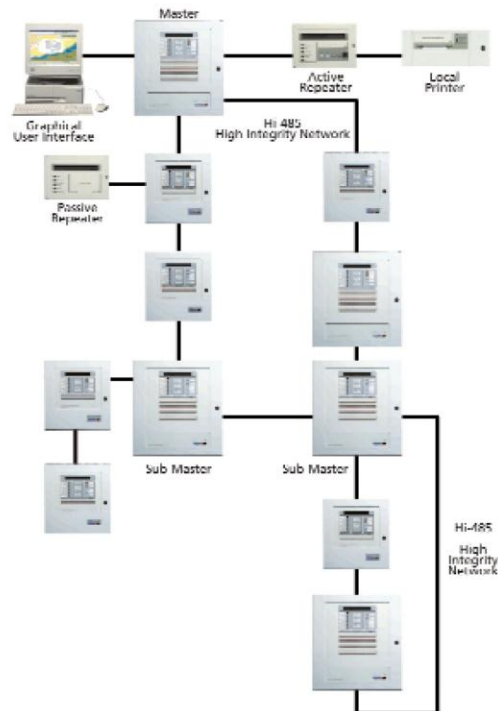 Master
Graphical
User Interface
Active
Repeater
Local
Printer
Hi-485
High Integrity Network
Passive
Repeater
Sub Master
Sub Master
Hi-485
High
Integrity
Network